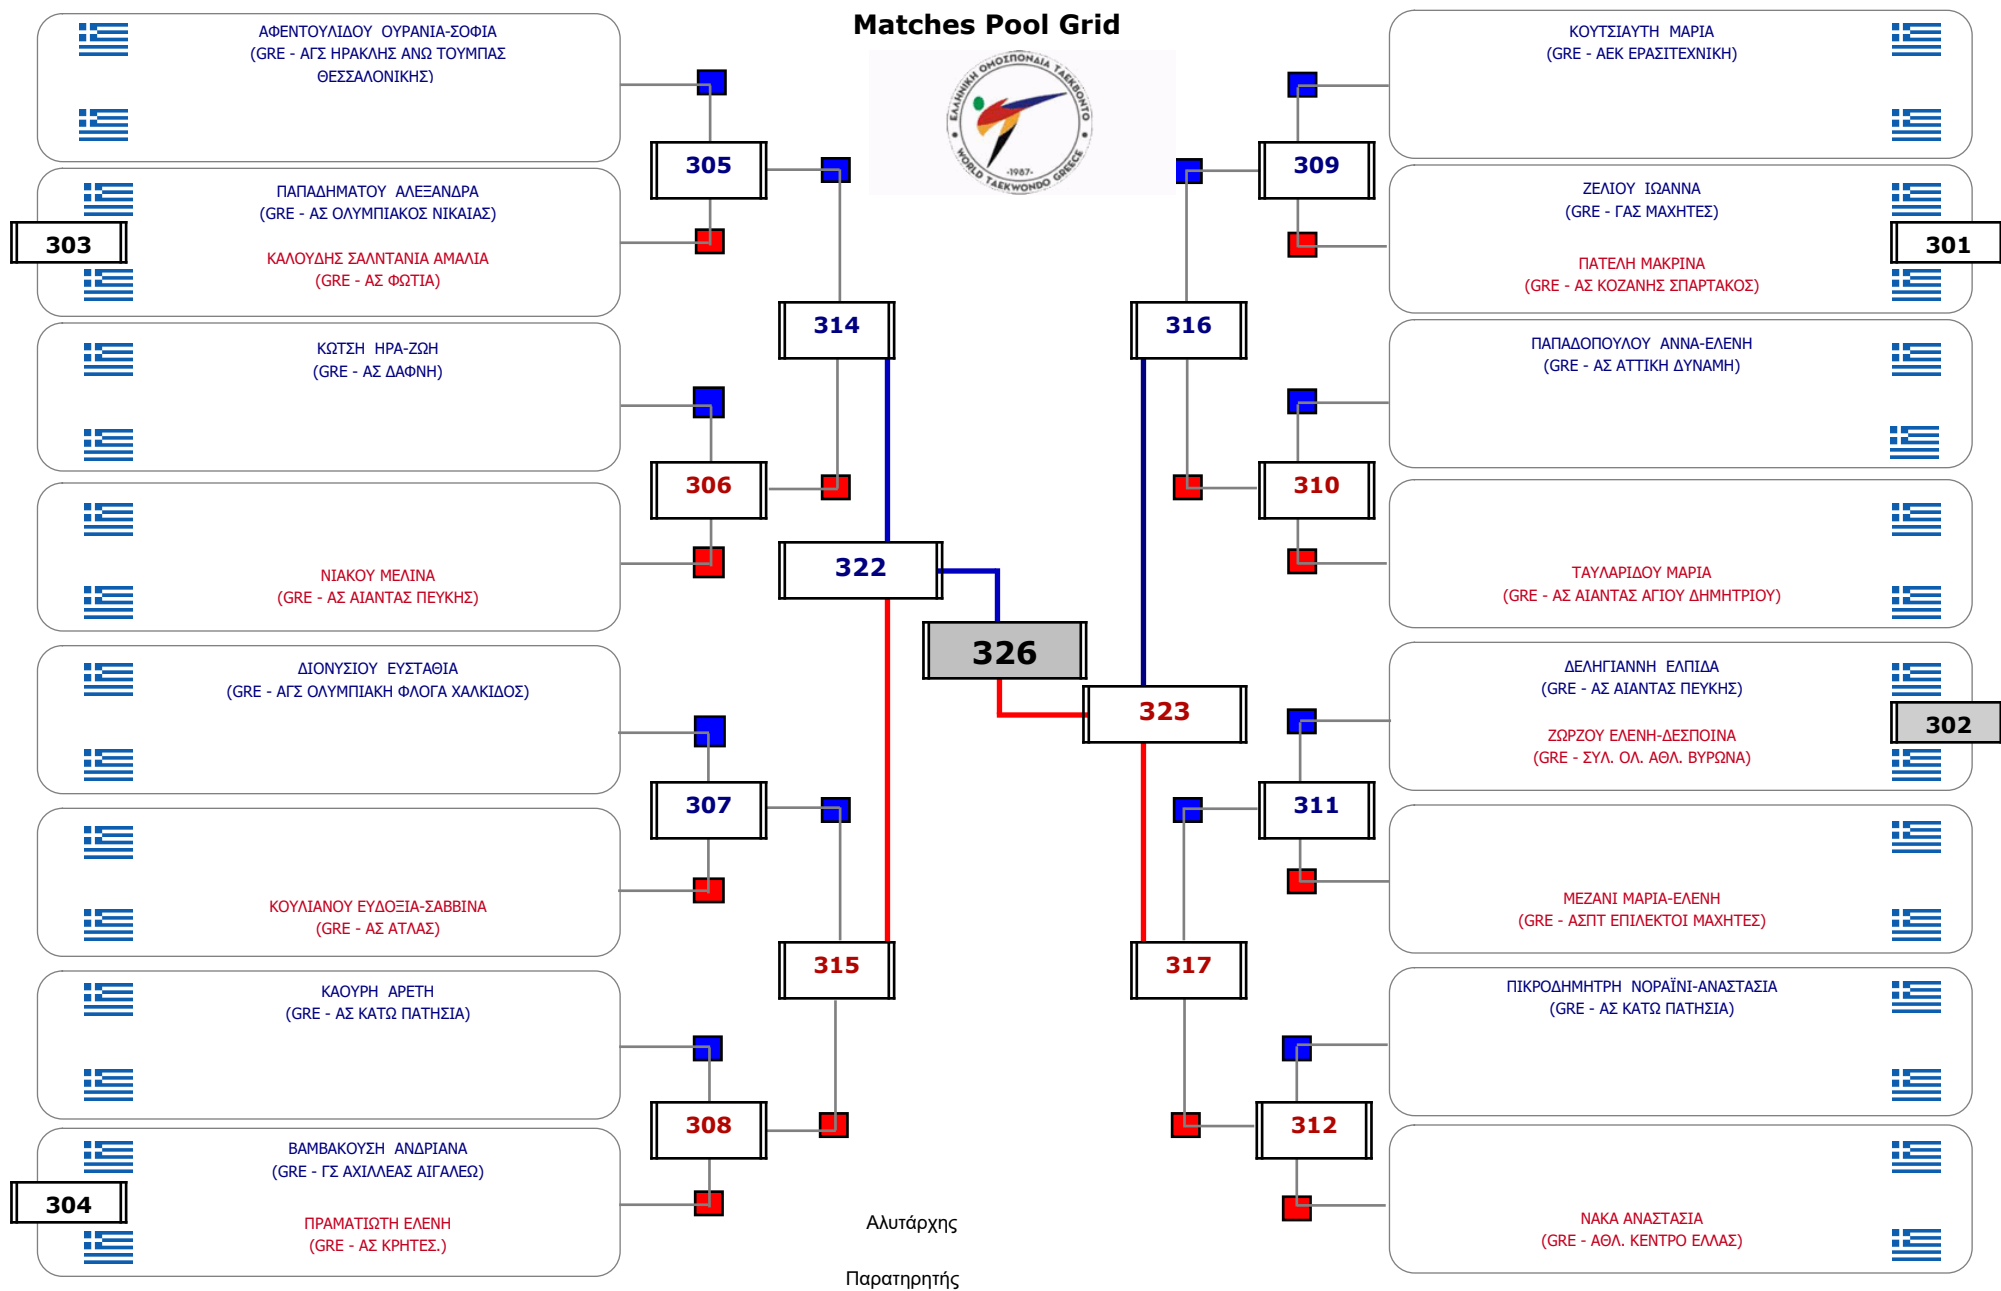 Matches Pool Grid
ΕΛΛΗΝΙΚΗ ΟΜΟΣΠΟΝΔΙΑ ΤΑΕΚΒΟΝΤΟ
-1987-
WORLD TAEKWONDO GREECE
ΑΦΕΝΤΟΥΛΙΔΟΥ ΟΥΡΑΝΙΑ-ΣΟΦΙΑ
(GRE - ΑΓΣ ΗΡΑΚΛΗΣ ΑΝΩ ΤΟΥΜΠΑΣ
ΘΕΣΣΑΛΟΝΙΚΗΣ)
305
ΠΑΠΑΔΗΜΑΤΟΥ ΑΛΕΞΑΝΔΡΑ
(GRE - ΑΣ ΟΛΥΜΠΙΑΚΟΣ ΝΙΚΑΙΑΣ)
303
ΚΑΛΟΥΔΗΣ ΣΑΛΝΤΑΝΙΑ ΑΜΑΛΙΑ
(GRE - ΑΣ ΦΩΤΙΑ)
314
ΚΩΤΣΗ ΗΡΑ-ΖΩΗ
(GRE - ΑΣ ΔΑΦΝΗ)
306
ΝΙΑΚΟΥ ΜΕΛΙΝΑ
(GRE - ΑΣ ΑΙΑΝΤΑΣ ΠΕΥΚΗΣ)
322
ΔΙΟΝΥΣΙΟΥ ΕΥΣΤΑΘΙΑ
(GRE - ΑΓΣ ΟΛΥΜΠΙΑΚΗ ΦΛΟΓΑ ΧΑΛΚΙΔΟΣ)
307
ΚΟΥΛΙΑΝΟΥ ΕΥΔΟΞΙΑ-ΣΑΒΒΙΝΑ
(GRE - ΑΣ ΑΤΛΑΣ)
315
ΚΑΟΥΡΗ ΑΡΕΤΗ
(GRE - ΑΣ ΚΑΤΩ ΠΑΤΗΣΙΑ)
308
ΒΑΜΒΑΚΟΥΣΗ ΑΝΔΡΙΑΝΑ
(GRE - ΓΣ ΑΧΙΛΛΕΑΣ ΑΙΓΑΛΕΩ)
304
ΠΡΑΜΑΤΙΩΤΗ ΕΛΕΝΗ
(GRE - ΑΣ ΚΡΗΤΕΣ.)
326
ΚΟΥΤΣΙΑΥΤΗ ΜΑΡΙΑ
(GRE - ΑΕΚ ΕΡΑΣΙΤΕΧΝΙΚΗ)
309
ΖΕΛΙΟΥ ΙΩΑΝΝΑ
(GRE - ΓΑΣ ΜΑΧΗΤΕΣ)
301
ΠΑΤΕΛΗ ΜΑΚΡΙΝΑ
(GRE - ΑΣ ΚΟΖΑΝΗΣ ΣΠΑΡΤΑΚΟΣ)
316
ΠΑΠΑΔΟΠΟΥΛΟΥ ΑΝΝΑ-ΕΛΕΝΗ
(GRE - ΑΣ ΑΤΤΙΚΗ ΔΥΝΑΜΗ)
310
ΤΑΥΛΑΡΙΔΟΥ ΜΑΡΙΑ
(GRE - ΑΣ ΑΙΑΝΤΑΣ ΑΓΙΟΥ ΔΗΜΗΤΡΙΟΥ)
323
ΔΕΛΗΓΙΑΝΝΗ ΕΛΠΙΔΑ
(GRE - ΑΣ ΑΙΑΝΤΑΣ ΠΕΥΚΗΣ)
302
ΖΩΡΖΟΥ ΕΛΕΝΗ-ΔΕΣΠΟΙΝΑ
(GRE - ΣΥΛ. ΟΛ. ΑΘΛ. ΒΥΡΩΝΑ)
311
ΜΕΖΑΝΙ ΜΑΡΙΑ-ΕΛΕΝΗ
(GRE - ΑΣΠΤ ΕΠΙΛΕΚΤΟΙ ΜΑΧΗΤΕΣ)
317
ΠΙΚΡΟΔΗΜΗΤΡΗ ΝΟΡΑΪΝΙ-ΑΝΑΣΤΑΣΙΑ
(GRE - ΑΣ ΚΑΤΩ ΠΑΤΗΣΙΑ)
312
ΝΑΚΑ ΑΝΑΣΤΑΣΙΑ
(GRE - ΑΘΛ. ΚΕΝΤΡΟ ΕΛΛΑΣ)
Αλυτάρχης
Παρατηρητής